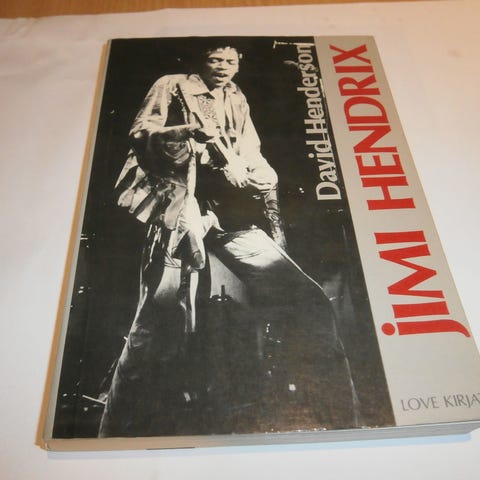 David Henderson
jIMI HENDRIX
LOVE KIRJAT